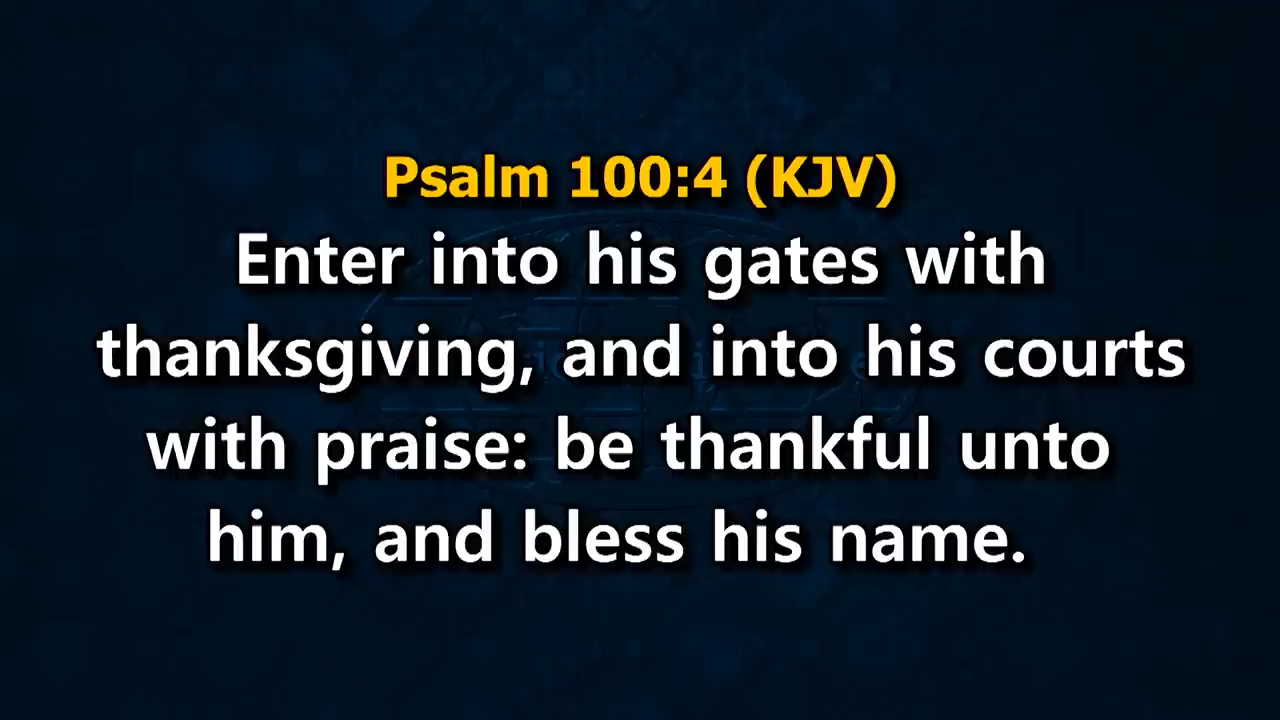 Psalm 100:4 (KJV)
Enter into his gates with
thanksgiving, and into his courts
with praise: be thankful unto
him, and bless his name.